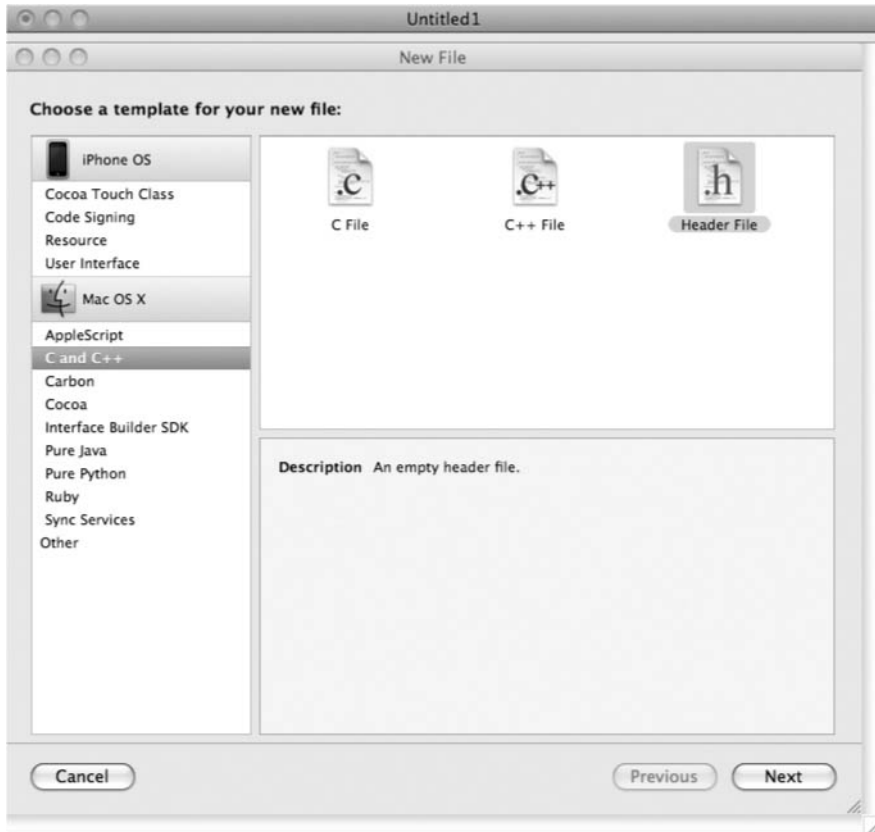 Untitled1
New File
Choose a template for your new file:
iPhone OS
Cocoa Touch Class
Code Signing
Resource
User Interface
Mac OS X
AppleScript
C and C++
Carbon
Cocoa
Interface Builder SDK
Pure Java
Pure Python
Ruby
Sync Services
Other
.c
C File
.C++
C++ File
.h
Header File
Description An empty header file.
Cancel
Previous
Next